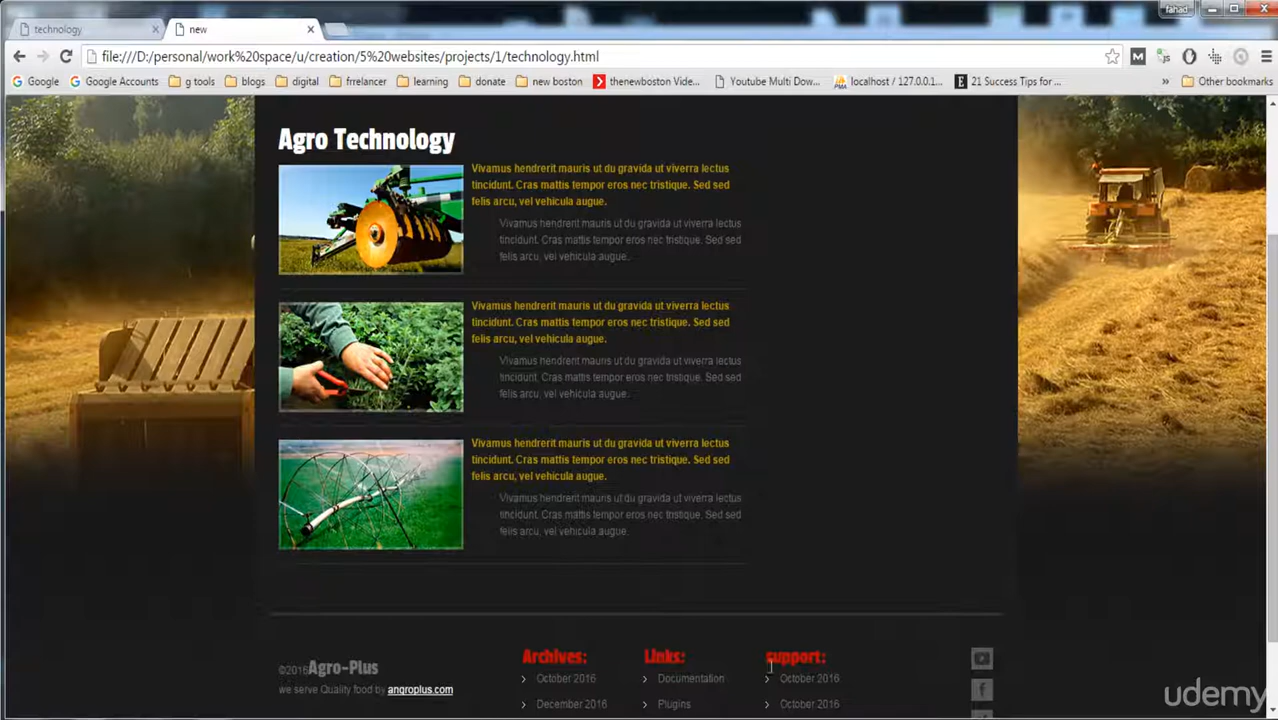 fahad
technology
new
file:///D:/personal/work%20space/u/creation/5%20websites/projects/1/technology.html
M
Google
Google Accounts
g tools
blogs
digital
frrelancer
learning
donate
new boston
thenewboston Vide...
Youtube Multi Dow...
localhost / 127.0.0.1...
E
21 Success Tips for ...
»
Other bookmarks
Agro Technology
Vivamus hendrerit mauris ut du gravida ut viverra lectus
tincidunt. Cras mattis tempor eros nec tristique. Sed sed
felis arcu, vel vehicula augue.
Vivamus hendrerit mauris ut du gravida ut viverra lectus
tincidunt. Cras mattis tempor eros nec tristique. Sed sed
felis arcu, vel vehicula augue.
Vivamus hendrerit mauris ut du gravida ut viverra lectus
tincidunt. Cras mattis tempor eros nec tristique. Sed sed
felis arcu, vel vehicula augue.
Vivamus hendrerit mauris ut du gravida ut viverra lectus
tincidunt. Cras mattis tempor eros nec tristique. Sed sed
felis arcu, vel vehicula augue.
Vivamus hendrerit mauris ut du gravida ut viverra lectus
tincidunt. Cras mattis tempor eros nec tristique. Sed sed
felis arcu, vel vehicula augue.
Vivamus hendrerit mauris ut du gravida ut viverra lectus
tincidunt. Cras mattis tempor eros nec tristique. Sed sed
felis arcu, vel vehicula augue.
©2016 Agro-Plus
we serve Quality food by angroplus.com
Archives:
October 2016
December 2016
Links:
Documentation
Plugins
support:
October 2016
October 2016
udemy